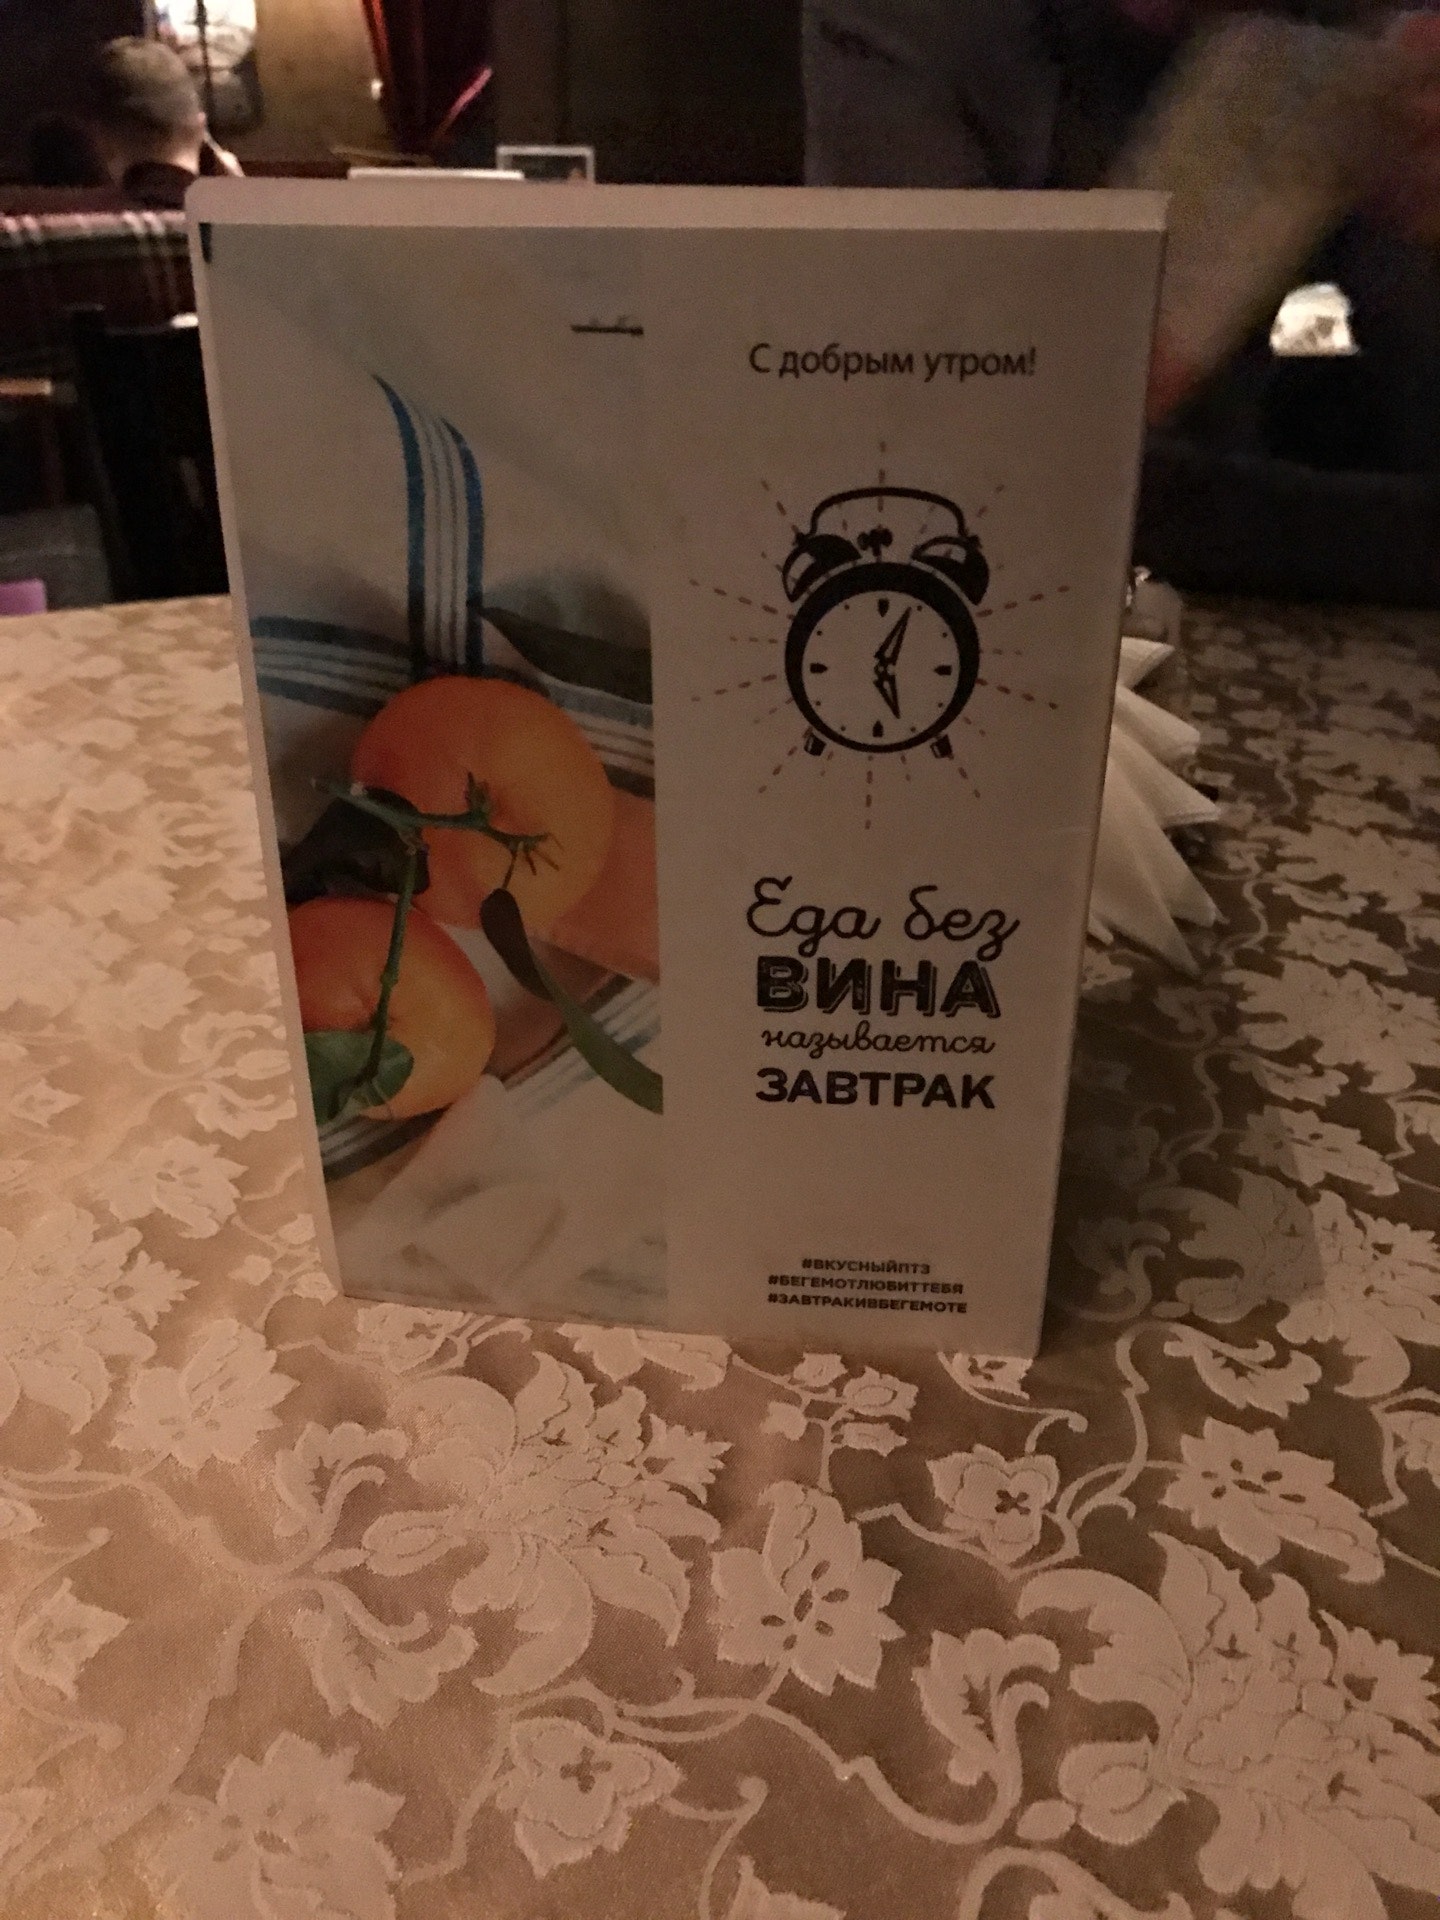 С добрым утром!
Еда без
ВИНА
называется
ЗАВТРАК
#ВКУСНЫЙПТЗ
#БЕГЕМОТЛЮБИТТЕБЯ
#ЗАВТРАКИВБЕГЕМОТЕ